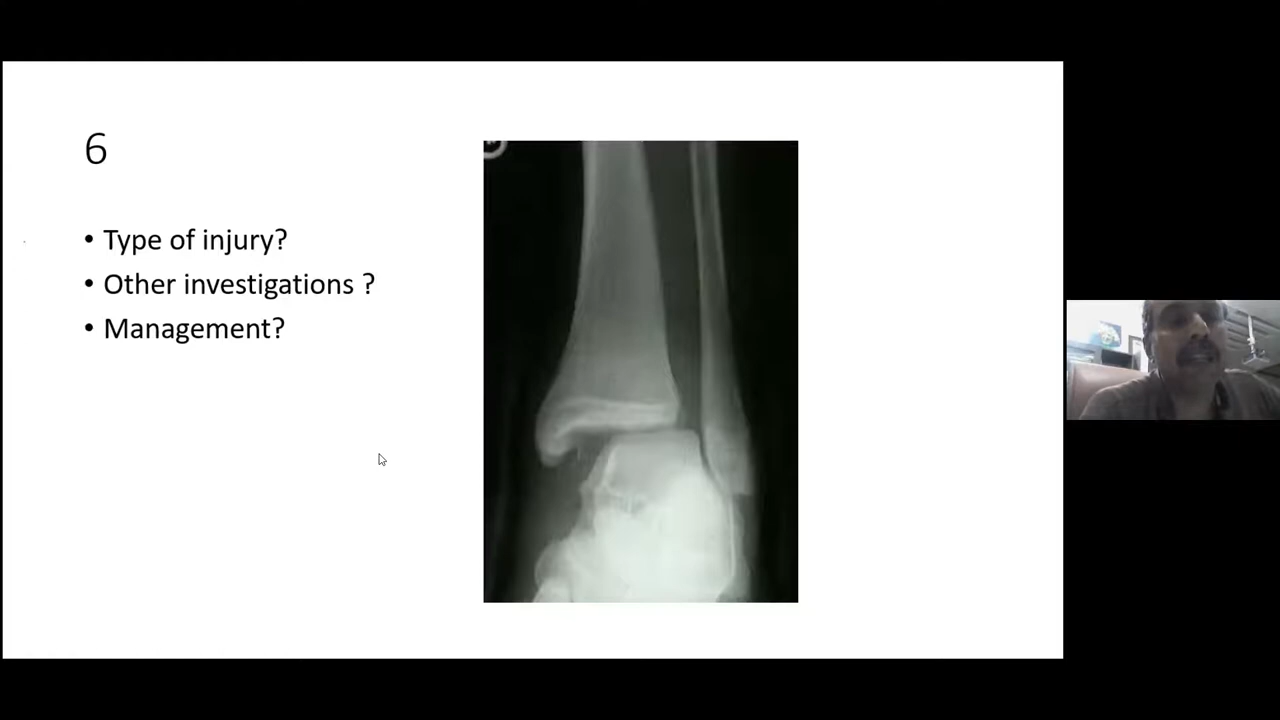 6
• Type of injury?
• Other investigations ?
• Management?